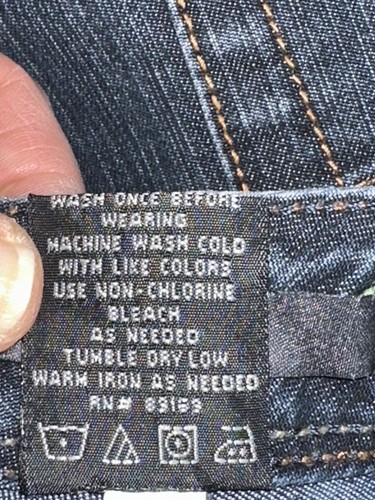 WASH ONCE BEFORE
WEARING
MACHINE WASH COLD
WITH LIKE COLORS
USE NON-CHLORINE
BLEACH
AS NEEDED
TUMBLE DRY LOW
WARM IRON AS NEEDED
RN# 63153